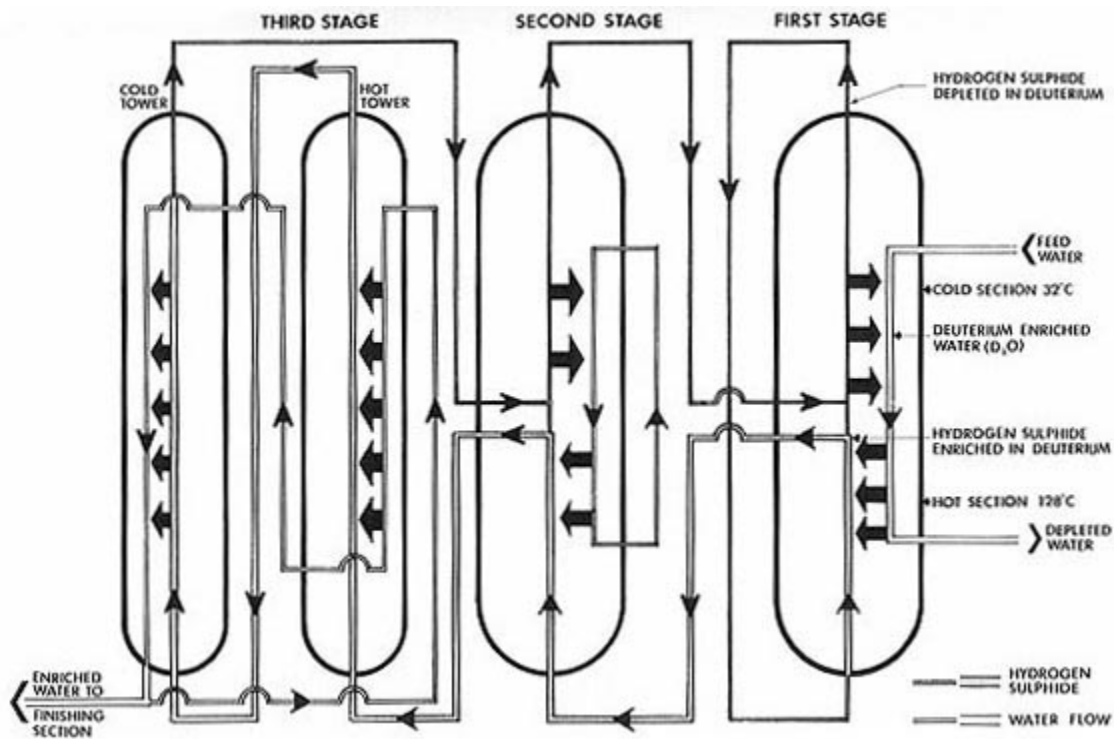 THIRD STAGE
SECOND STAGE
FIRST STAGE
COLD
TOWER
HOT
TOWER
HYDROGEN SULPHIDE
DEPLETED IN DEUTERIUM
FEED
WATER
COLD SECTION 32°C
DEUTERIUM ENRICHED
WATER (D₂O)
HYDROGEN SULPHIDE
ENRICHED IN DEUTERIUM
HOT SECTION 128°C
DEPLETED
WATER
ENRICHED
WATER TO
FINISHING
SECTION
HYDROGEN
SULPHIDE
WATER FLOW